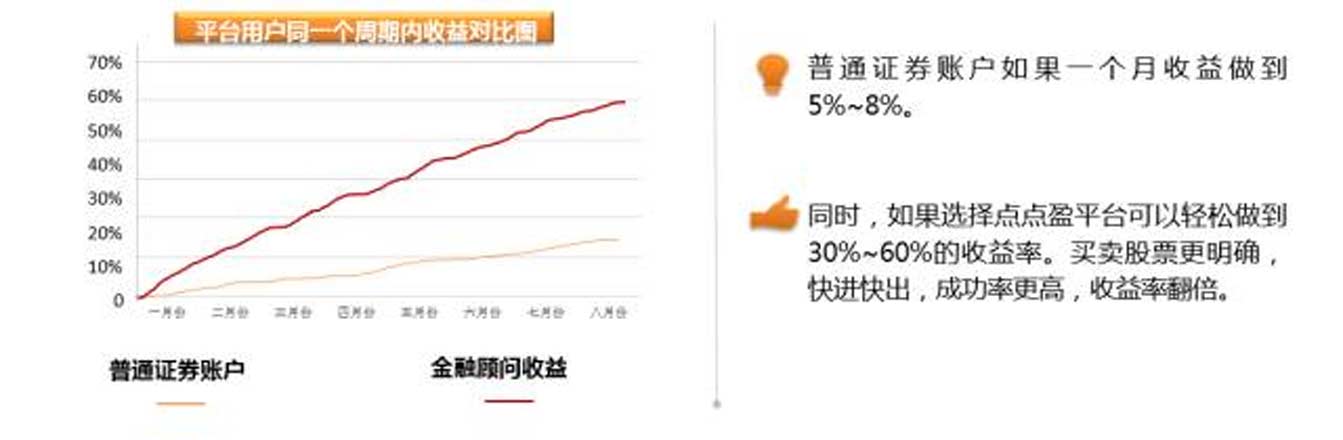 平台用户同一个周期内收益对比图
70%
60%
50%
40%
30%
20%
10%
0
一月份 二月份 三月份 四月份 五月份 六月份 七月份 八月份
普通证券账户 金融顾问收益
普通证券账户如果一个月收益做到
5%~8%。
同时，如果选择点点盈平台可以轻松做到
30%~60%的收益率。买卖股票更明确，
快进快出，成功率更高，收益率翻倍。